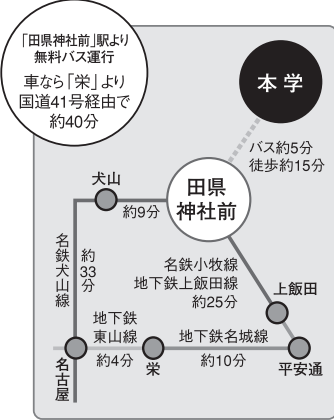 「田県神社前」駅より
無料バス運行
車なら「栄」より
国道41号経由で
約40分
本学
バス約5分
徒歩約15分
犬山
田県
神社前
約9分
名鉄犬山線
約33分
名鉄小牧線
地下鉄上飯田線
約25分
上飯田
地下鉄
東山線
約4分
地下鉄名城線
約10分
名古屋
栄
平安通